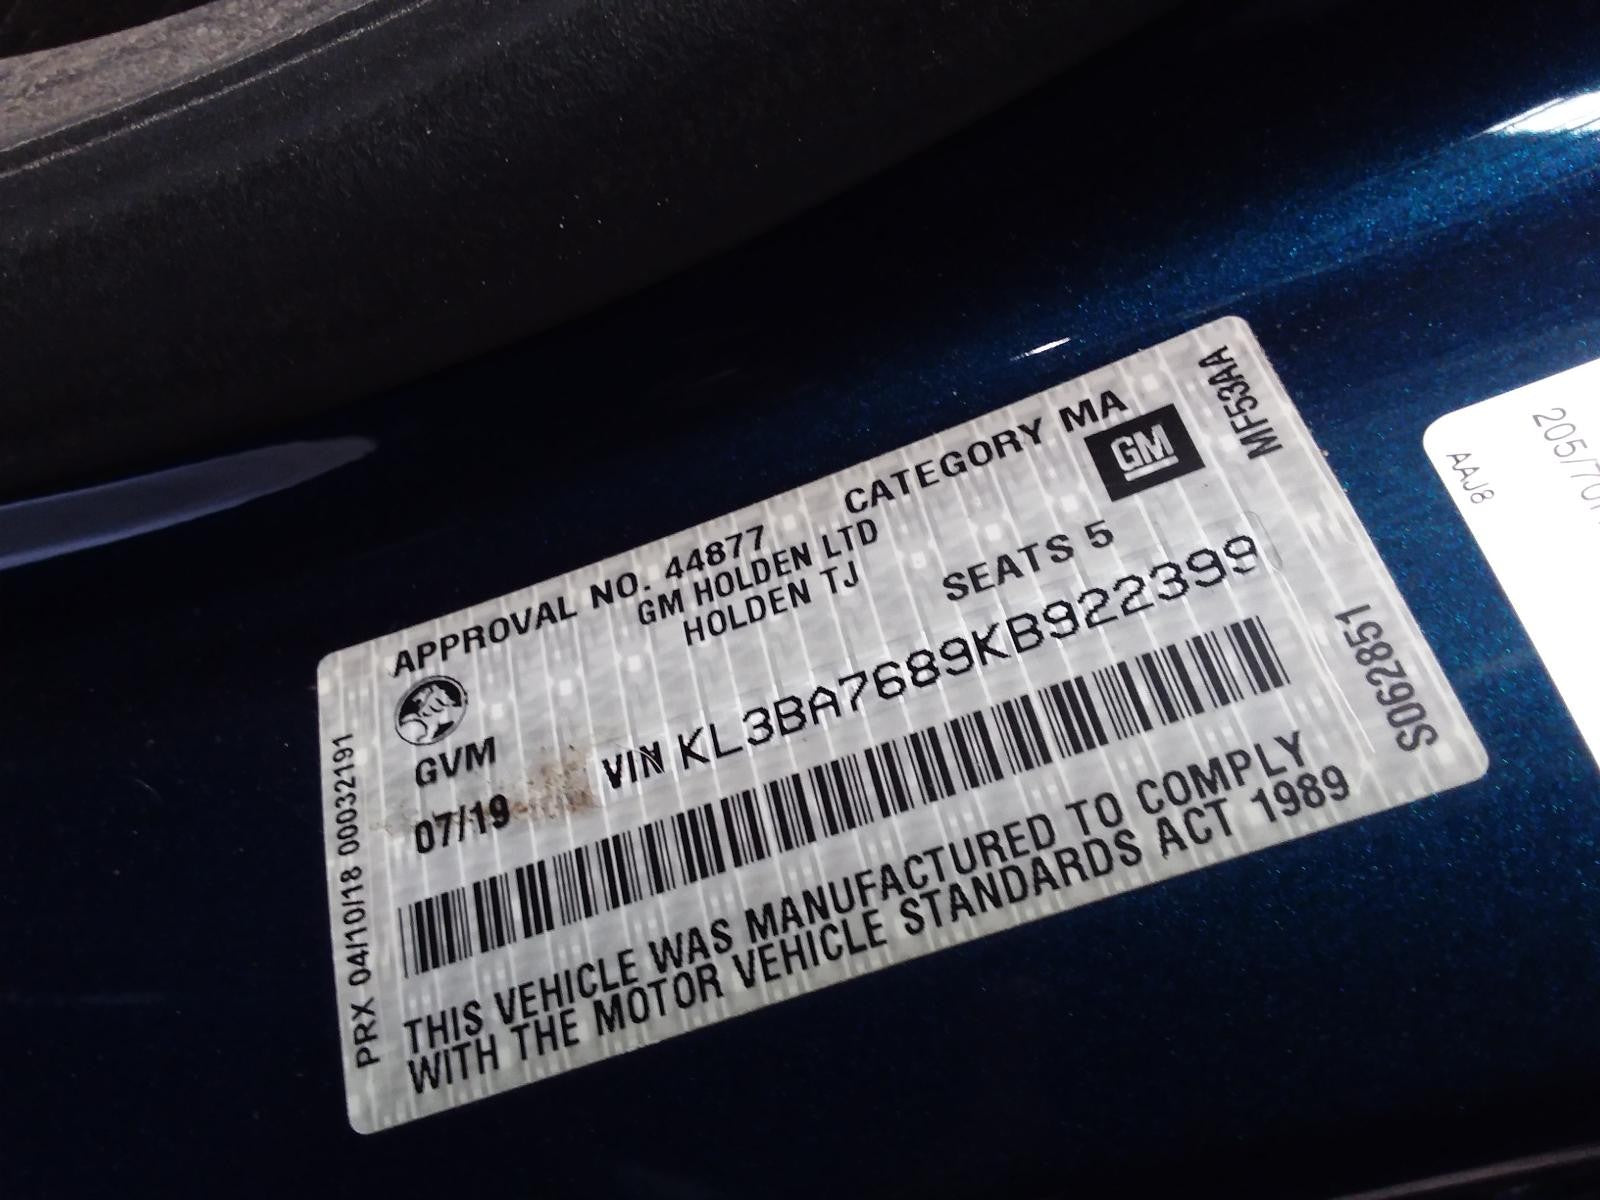 APPROVAL NO. 44877 CATEGORY MA
GM HOLDEN LTD
HOLDEN TJ
GM
MF53AA
GVM
SEATS 5
07/19
VIN KL3BA7689KB922399
THIS VEHICLE WAS MANUFACTURED TO COMPLY
WITH THE MOTOR VEHICLE STANDARDS ACT 1989
PRX 04/10/18 00032191
S0628851
205/70
AAJ8